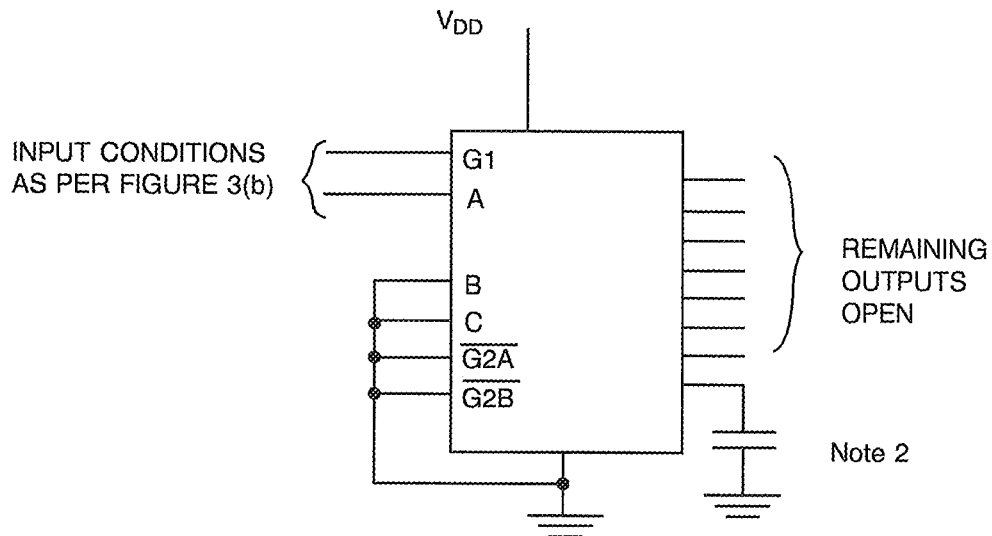 VDD
INPUT CONDITIONS
AS PER FIGURE 3(b)
G1
A
B
C
G2A
G2B
REMAINING
OUTPUTS
OPEN
Note 2